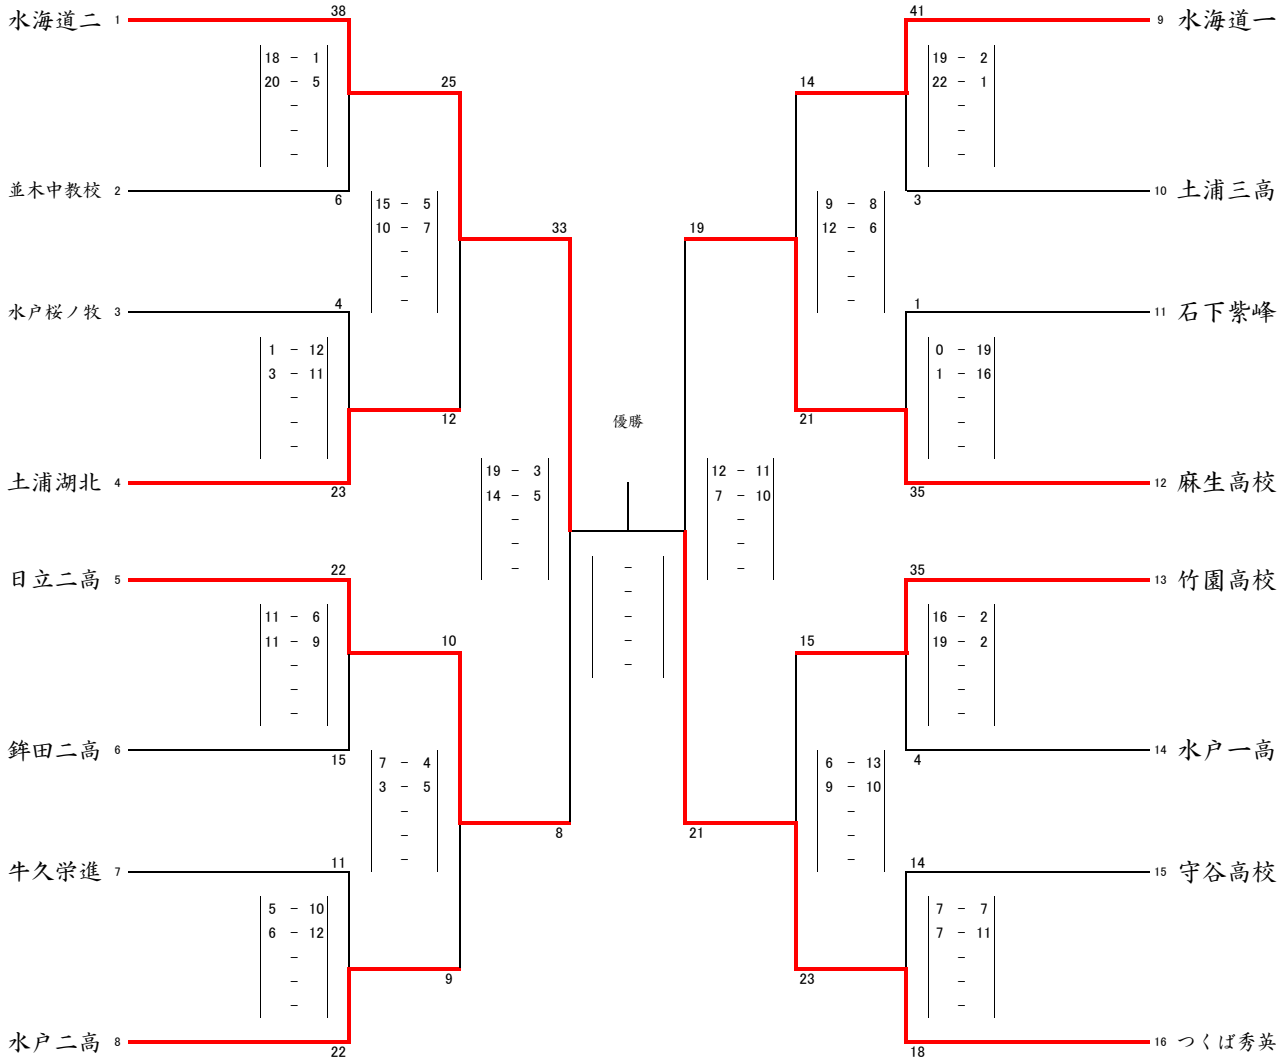 水海道二 1
38
18 - 1
20 - 5
-
-
-
並木中教校 2
6
25
15 - 5
10 - 7
-
-
-
水戸桜ノ牧 3
4
1 - 12
3 - 11
-
-
-
土浦湖北 4
23
12
33
19 - 3
14 - 5
-
-
-
日立二高 5
22
11 - 6
11 - 9
-
-
-
鉾田二高 6
15
10
7 - 4
3 - 5
-
-
-
牛久栄進 7
11
5 - 10
6 - 12
-
-
-
水戸二高 8
22
9
8
優勝
-
-
-
-
-
41
9 水海道一
19 - 2
22 - 1
-
-
-
3
10 土浦三高
14
9 - 8
12 - 6
-
-
-
1
11 石下紫峰
0 - 19
1 - 16
-
-
-
35
12 麻生高校
21
19
12 - 11
7 - 10
-
-
-
35
13 竹園高校
16 - 2
19 - 2
-
-
-
4
14 水戸一高
15
6 - 13
9 - 10
-
-
-
14
15 守谷高校
7 - 7
7 - 11
-
-
-
18
16 つくば秀英
23
21